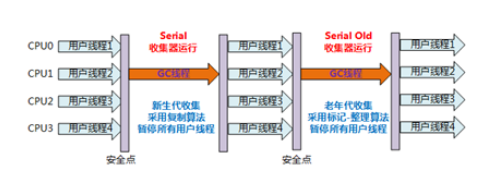 CPU0
用户线程1
CPU1
用户线程2
CPU2
用户线程3
CPU3
用户线程4
安全点
Serial
收集器运行
GC线程
新生代收集
采用复制算法
暂停所有用户线程
用户线程1
用户线程2
用户线程3
用户线程4
安全点
Serial Old
收集器运行
GC线程
老年代收集
采用标记-整理算法
暂停所有用户线程
用户线程1
用户线程2
用户线程3
用户线程4